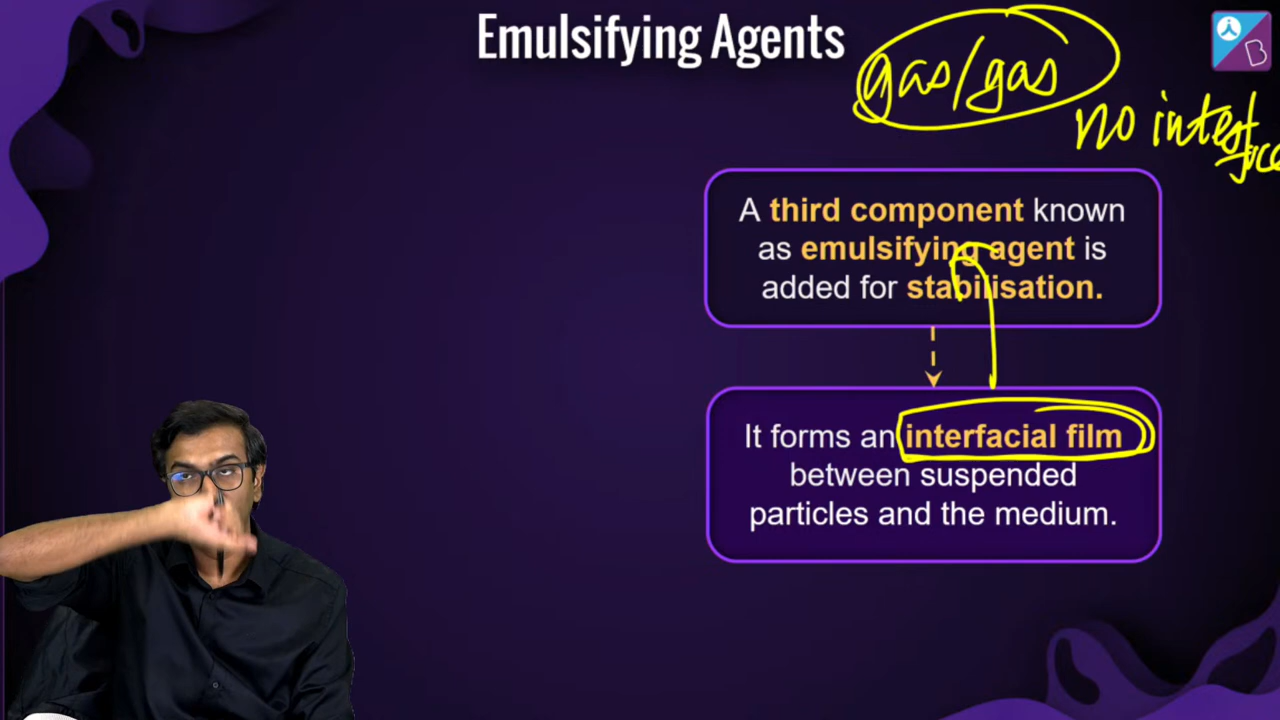 Emulsifying Agents
gas/gas
no interface
A third component known
as emulsifying agent is
added for stabilisation.
It forms an interfacial film
between suspended
particles and the medium.
B